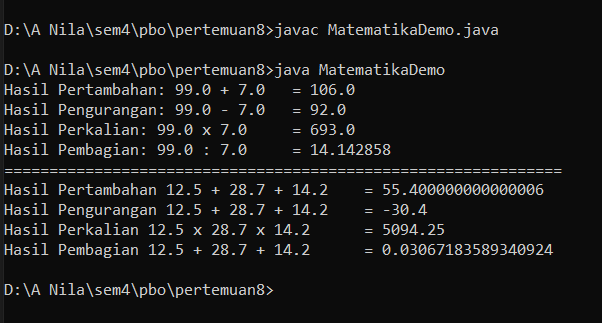 D:\A Nila\sem4\pbo\pertemuan8>javac MatematikaDemo.java
D:\A Nila\sem4\pbo\pertemuan8>java MatematikaDemo
Hasil Pertambahan: 99.0 + 7.0   = 106.0
Hasil Pengurangan: 99.0 - 7.0   = 92.0
Hasil Perkalian: 99.0 x 7.0     = 693.0
Hasil Pembagian: 99.0 : 7.0     = 14.142858
==============================================================
Hasil Pertambahan 12.5 + 28.7 + 14.2    = 55.400000000000006
Hasil Pengurangan 12.5 + 28.7 + 14.2    = -30.4
Hasil Perkalian 12.5 x 28.7 x 14.2      = 5094.25
Hasil Pembagian 12.5 + 28.7 + 14.2      = 0.03067183589340924
D:\A Nila\sem4\pbo\pertemuan8>